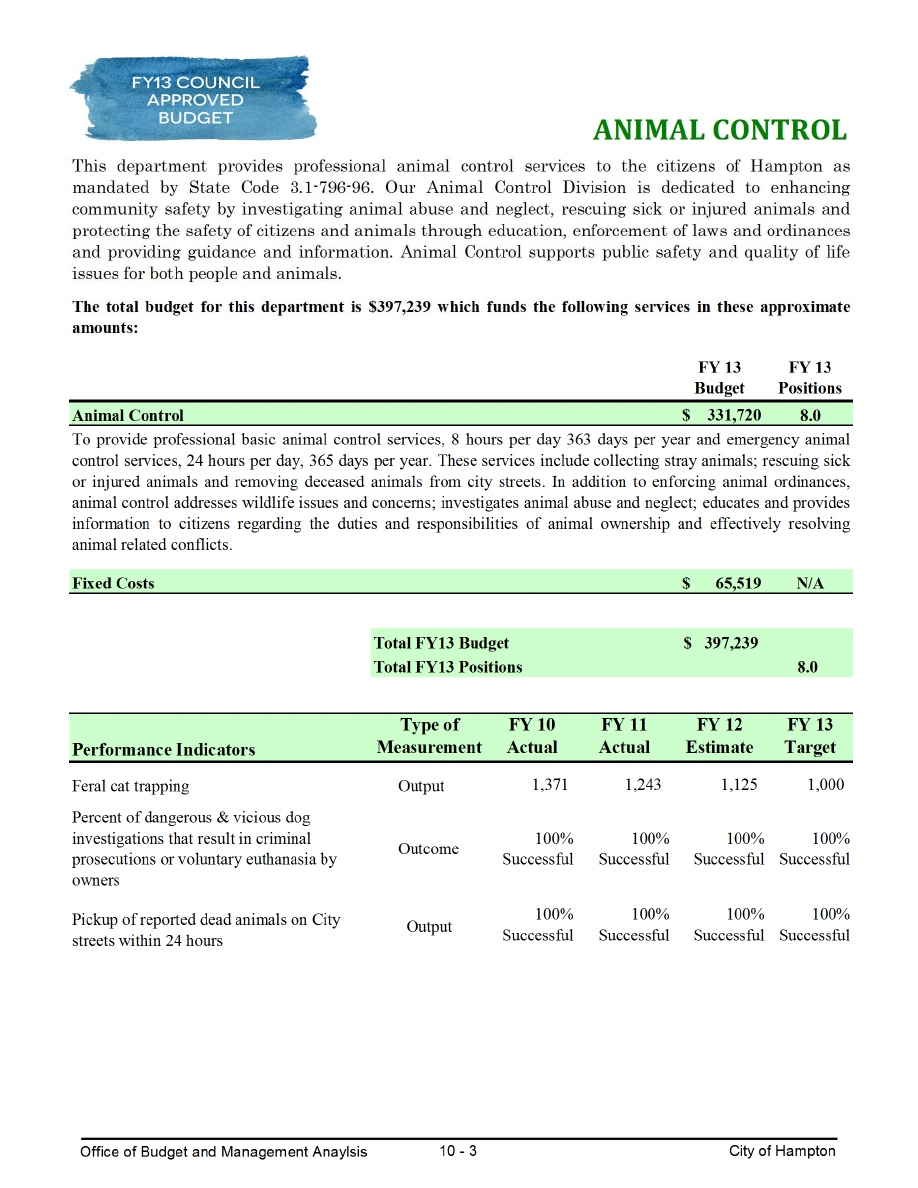 FY13 COUNCIL
APPROVED
BUDGET
ANIMAL CONTROL
This department provides professional animal control services to the citizens of Hampton as
mandated by State Code 3.1-796-96. Our Animal Control Division is dedicated to enhancing
community safety by investigating animal abuse and neglect, rescuing sick or injured animals and
protecting the safety of citizens and animals through education, enforcement of laws and ordinances
and providing guidance and information. Animal Control supports public safety and quality of life
issues for both people and animals.
The total budget for this department is $397,239 which funds the following services in these approximate
amounts:
FY 13 FY 13
Budget Positions
Animal Control $ 331,720 8.0
To provide professional basic animal control services, 8 hours per day 363 days per year and emergency animal
control services, 24 hours per day, 365 days per year. These services include collecting stray animals; rescuing sick
or injured animals and removing deceased animals from city streets. In addition to enforcing animal ordinances,
animal control addresses wildlife issues and concerns; investigates animal abuse and neglect; educates and provides
information to citizens regarding the duties and responsibilities of animal ownership and effectively resolving
animal related conflicts.
Fixed Costs $ 65,519 N/A
Total FY13 Budget $ 397,239
Total FY13 Positions 8.0
Type of FY 10 FY 11 FY 12 FY 13
Performance Indicators Measurement Actual Actual Estimate Target
Feral cat trapping Output 1,371 1,243 1,125 1,000
Percent of dangerous & vicious dog
investigations that result in criminal
prosecutions or voluntary euthanasia by
owners
Outcome
100% 100% 100% 100%
Successful Successful Successful Successful
Pickup of reported dead animals on City
streets within 24 hours
Output
100% 100% 100% 100%
Successful Successful Successful Successful
Office of Budget and Management Anaylsis 10 - 3 City of Hampton